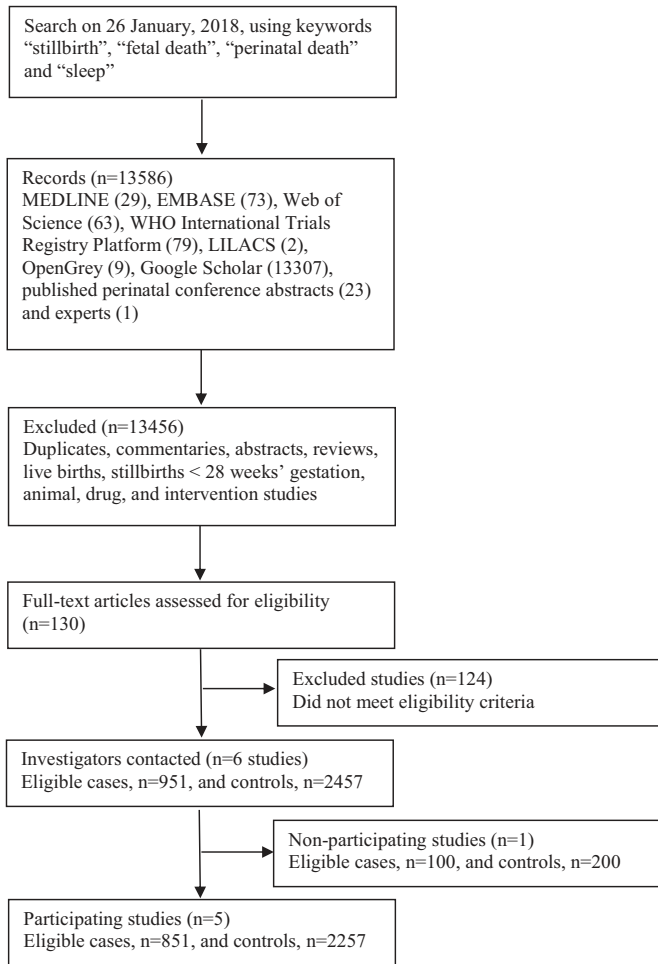 Search on 26 January, 2018, using keywords
“stillbirth”, “fetal death”, “perinatal death”
and “sleep”
Records (n=13586)
MEDLINE (29), EMBASE (73), Web of
Science (63), WHO International Trials
Registry Platform (79), LILACS (2),
OpenGrey (9), Google Scholar (13307),
published perinatal conference abstracts (23)
and experts (1)
Excluded (n=13456)
Duplicates, commentaries, abstracts, reviews,
live births, stillbirths < 28 weeks’ gestation,
animal, drug, and intervention studies
Full-text articles assessed for eligibility
(n=130)
Excluded studies (n=124)
Did not meet eligibility criteria
Investigators contacted (n=6 studies)
Eligible cases, n=951, and controls, n=2457
Non-participating studies (n=1)
Eligible cases, n=100, and controls, n=200
Participating studies (n=5)
Eligible cases, n=851, and controls, n=2257